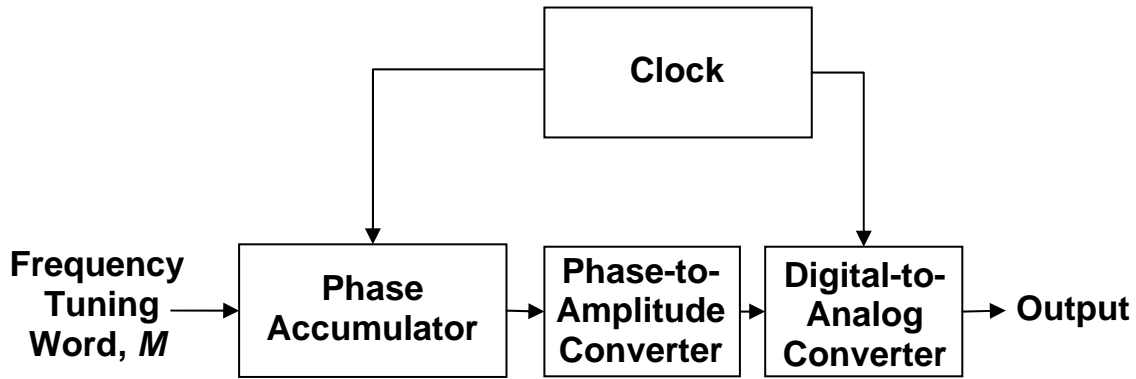 Clock
Frequency
Tuning
Word, M
Phase
Accumulator
Phase-to-
Amplitude
Converter
Digital-to-
Analog
Converter
Output